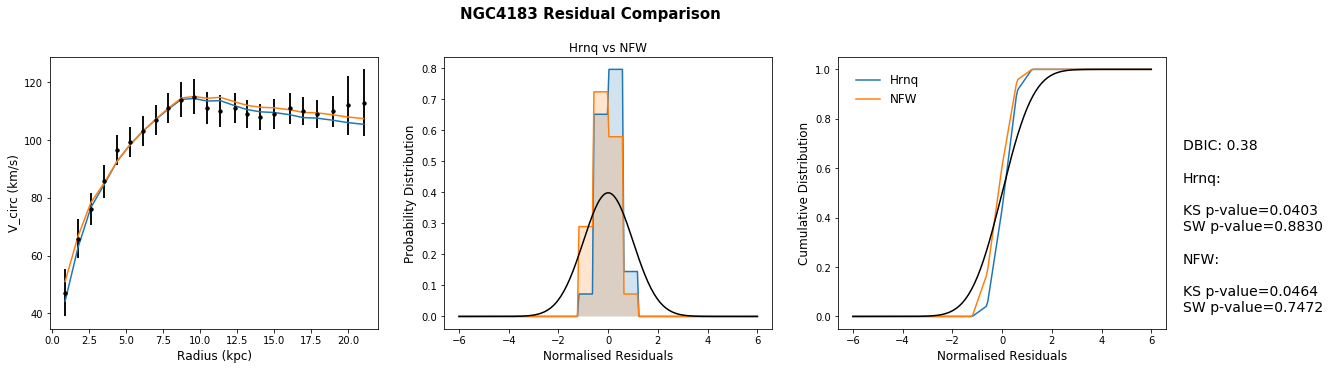 NGC4183 Residual Comparison
V_circ (km/s)
120
100
80
60
40
0.0 2.5 5.0 7.5 10.0 12.5 15.0 17.5 20.0
Radius (kpc)
Hrnq vs NFW
Probability Distribution
0.8
0.7
0.6
0.5
0.4
0.3
0.2
0.1
0.0
−6 −4 −2 0 2 4 6
Normalised Residuals
Cumulative Distribution
1.0
0.8
0.6
0.4
0.2
0.0
Hrnq
NFW
−6 −4 −2 0 2 4 6
Normalised Residuals
DBIC: 0.38
Hrnq:
KS p-value=0.0403
SW p-value=0.8830
NFW:
KS p-value=0.0464
SW p-value=0.7472